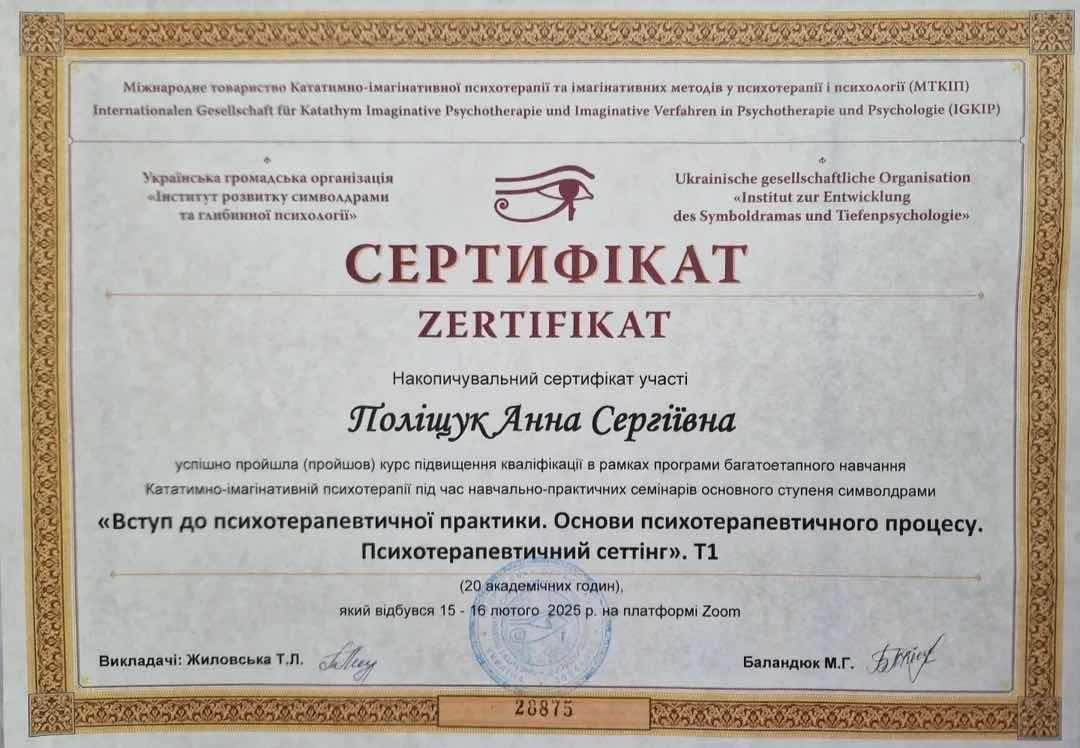 Міжнародне товариство Кататимно-імагінативної психотерапії та імагінативних методів у психотерапії і психології (МТКІП)
Internationalen Gesellschaft für Katathym Imaginative Psychotherapie und Imaginative Verfahren in Psychotherapie und Psychologie (IGKIP)
Українська громадська організація
«Інститут розвитку символдрами
та глибинної психології»
Ukrainische gesellschaftliche Organisation
«Institut zur Entwicklung
des Symboldramas und Tiefenpsychologie»
СЕРТИФІКАТ
ZERTIFIKAT
Накопичувальний сертифікат участі
Поліщук Анна Сергіївна
успішно пройшла (пройшов) курс підвищення кваліфікації в рамках програми багатоетапного навчання
Кататимно-імагінативній психотерапії під час навчально-практичних семінарів основного ступеня символдрами
«Вступ до психотерапевтичної практики. Основи психотерапевтичного процесу.
Психотерапевтичний сеттінг». Т1
(20 академічних годин),
який відбувся 15 - 16 лютого 2025 р. на платформі Zoom
Викладачі: Жиловська Т.Л.
Баландюк М.Г.
28875